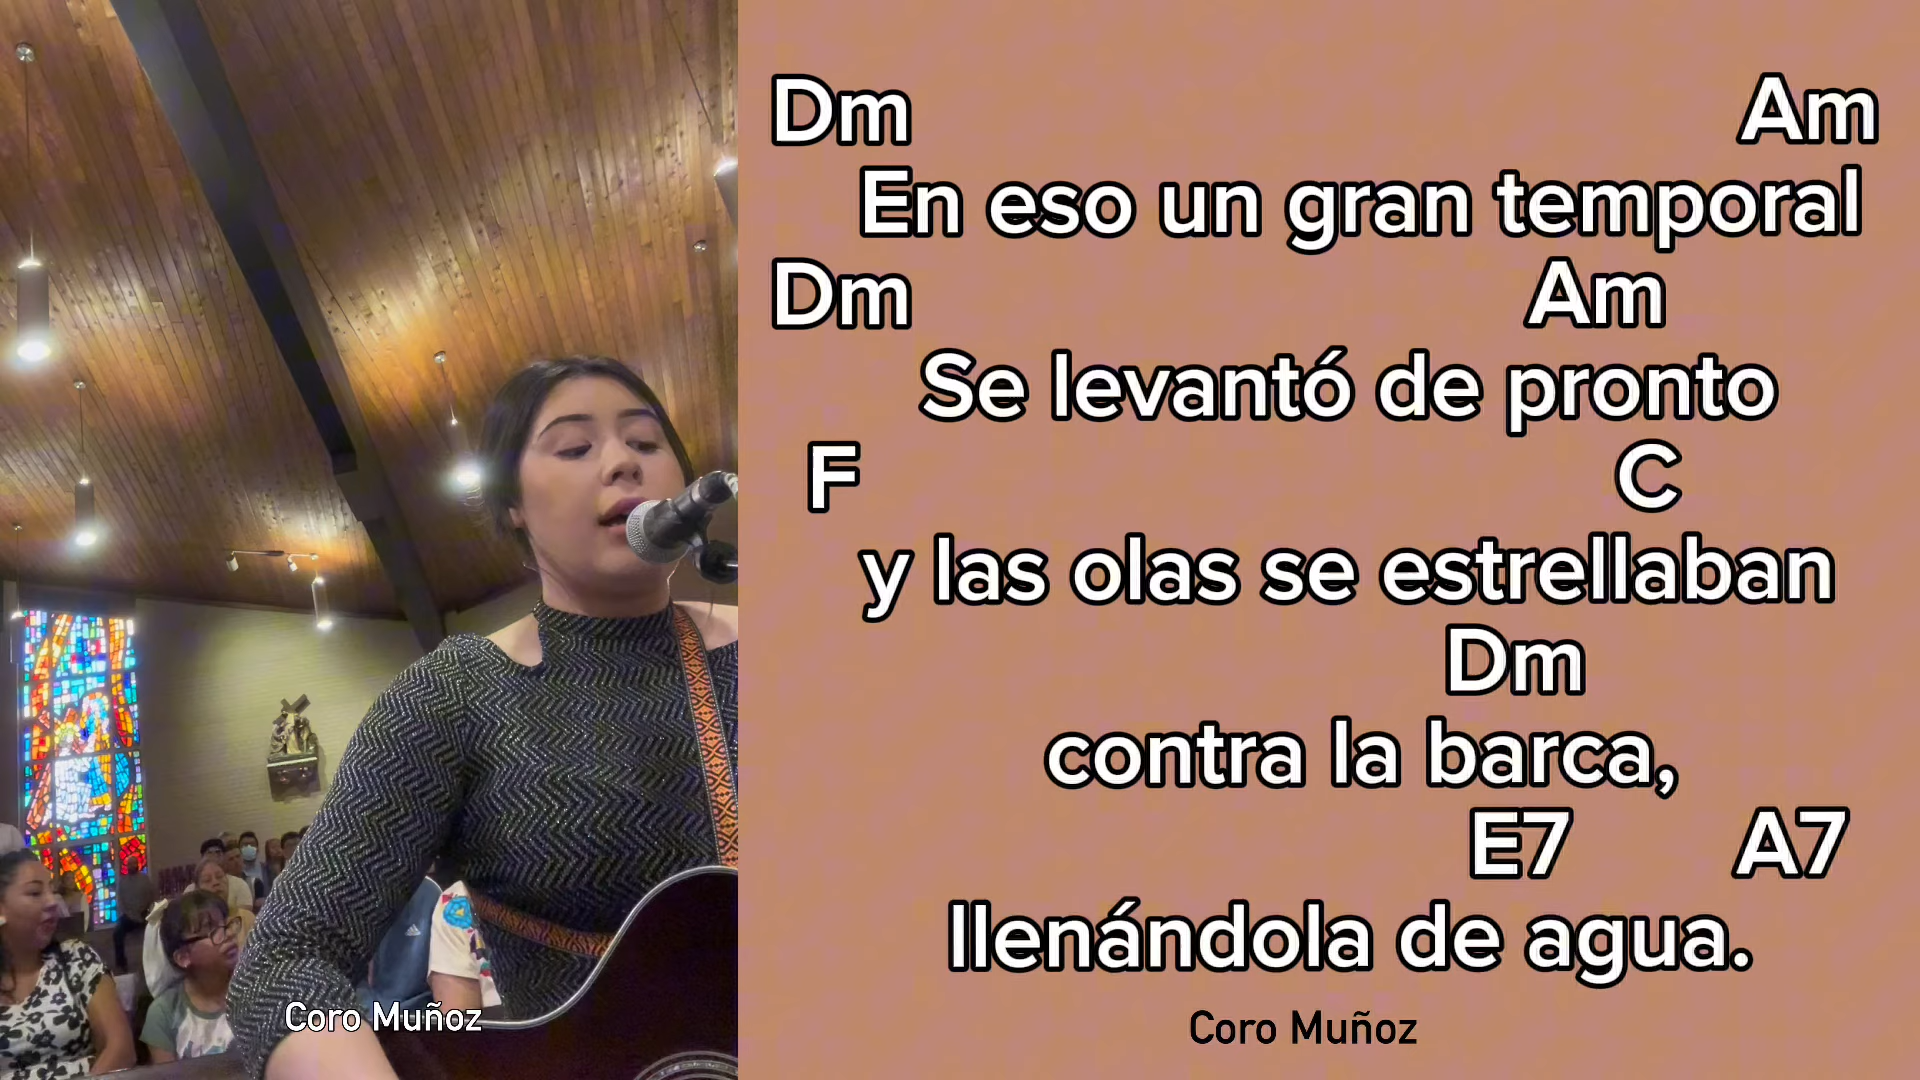 Dm Am
En eso un gran temporal
Dm Am
Se levantó de pronto
F C
y las olas se estrellaban
Dm
contra la barca,
E7 A7
llenándola de agua.
Coro Muñoz
Coro Muñoz